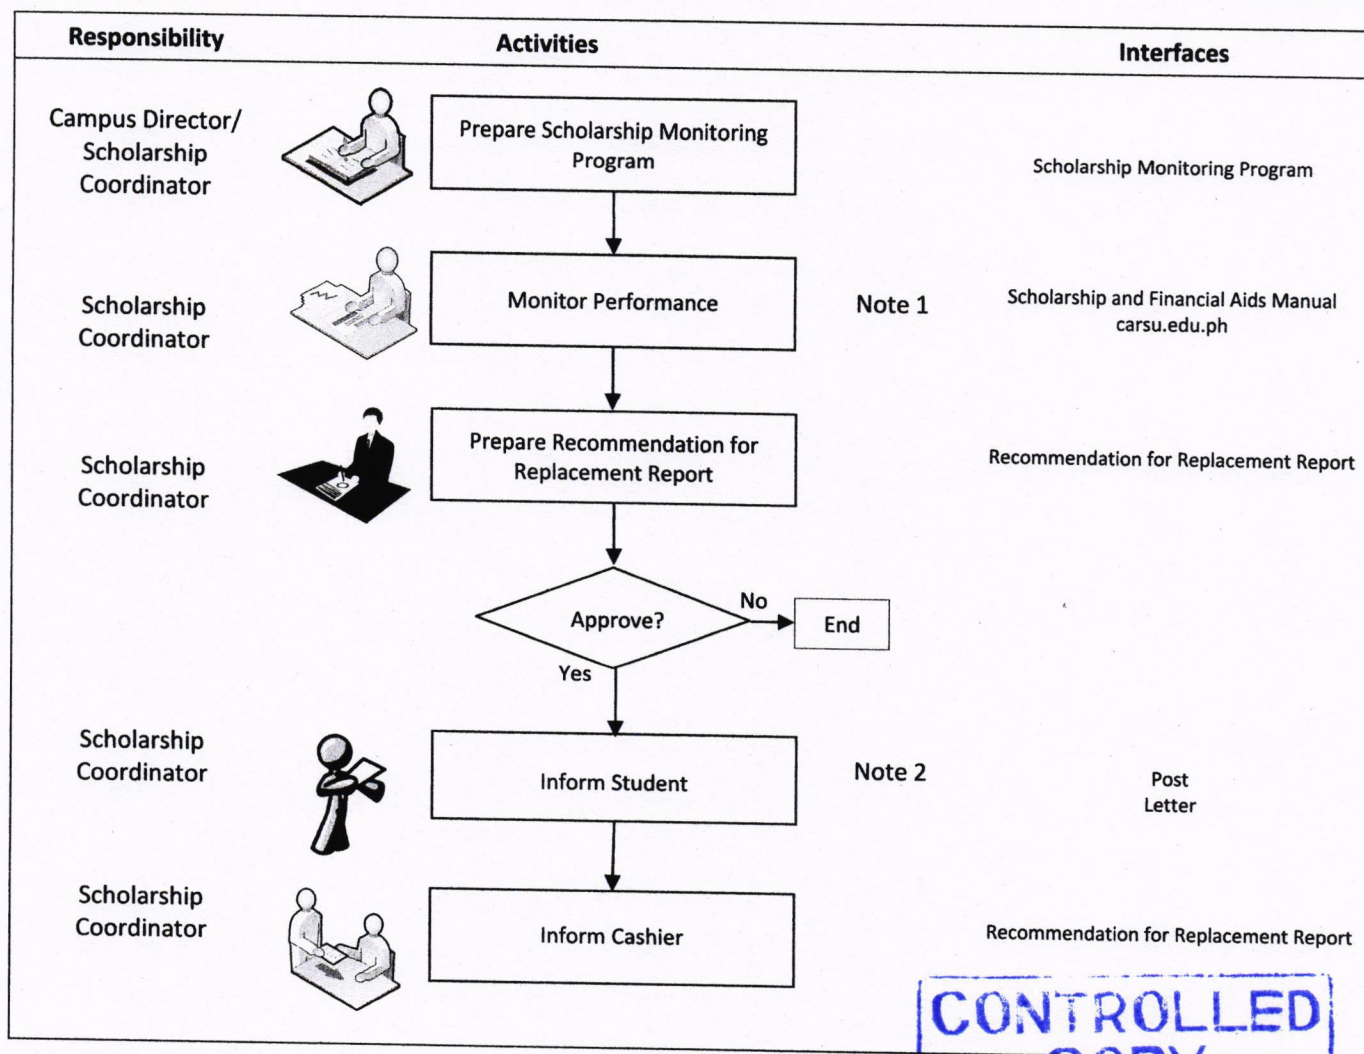 Responsibility
Activities
Interfaces
Campus Director/
Scholarship
Coordinator
Prepare Scholarship Monitoring
Program
Scholarship Monitoring Program
Scholarship
Coordinator
Monitor Performance
Note 1
Scholarship and Financial Aids Manual
carsu.edu.ph
Scholarship
Coordinator
Prepare Recommendation for
Replacement Report
Recommendation for Replacement Report
Approve?
No
End
Yes
Scholarship
Coordinator
Inform Student
Note 2
Post
Letter
Scholarship
Coordinator
Inform Cashier
Recommendation for Replacement Report
CONTROLLED
COPY